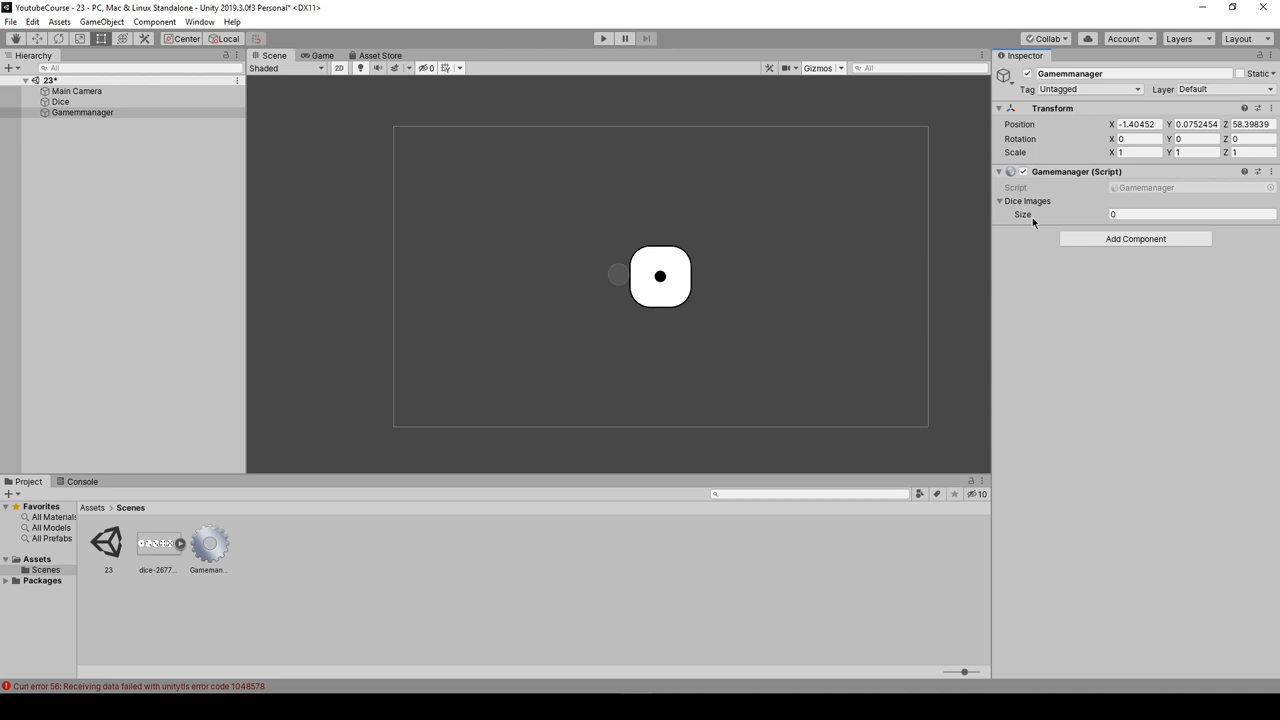 YoutubeCourse - 23 - PC, Mac & Linux Standalone - Unity 2019.3.0f3 Personal* <DX11>
File Edit Assets GameObject Component Window Help
Center Local Collab Account Layers Layout
Hierarchy
All
23*
Main Camera
Dice
Gamemmanager
Scene Game Asset Store
Shaded 2D 0 Gizmos All
Inspector
Gamemmanager Static
Tag Untagged Layer Default
Transform
Position X -1.40452 Y 0.0752454 Z 58.39839
Rotation X 0 Y 0 Z 0
Scale X 1 Y 1 Z 1
Gamemanager (Script)
Script Gamemanager
Dice Images
Size 0
Add Component
Project Console
10
Favorites
All Materials
All Models
All Prefabs
Assets
Scenes
Packages
Assets > Scenes
23 dice-2677... Gameman...
Curl error 56: Receiving data failed with unitytls error code 1048578